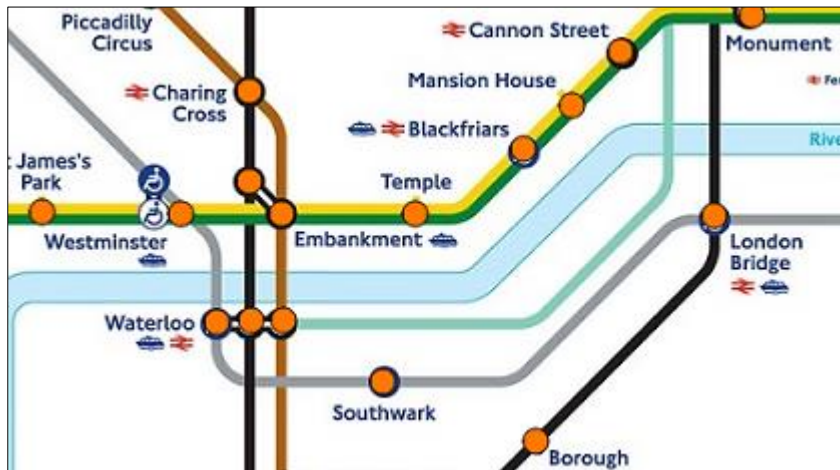 Piccadilly
Circus
Cannon Street
Monument
Mansion House
Charing
Cross
Blackfriars
James's
Park
Temple
Westminster
Embankment
London
Bridge
Waterloo
Southwark
Borough